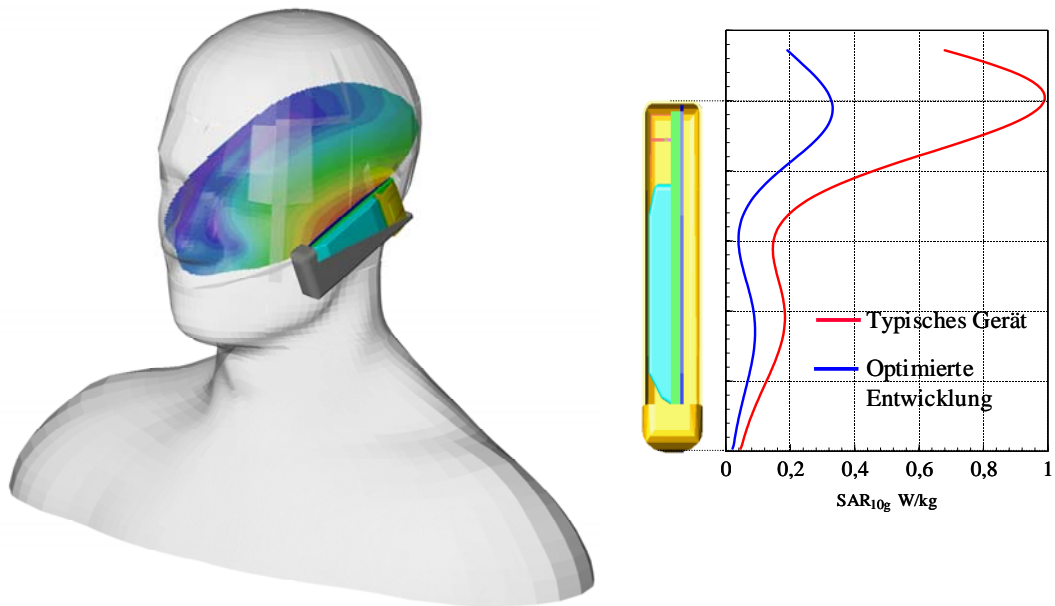 Typisches Gerät
Optimierte
Entwicklung
0 0,2 0,4 0,6 0,8 1
SAR10g W/kg